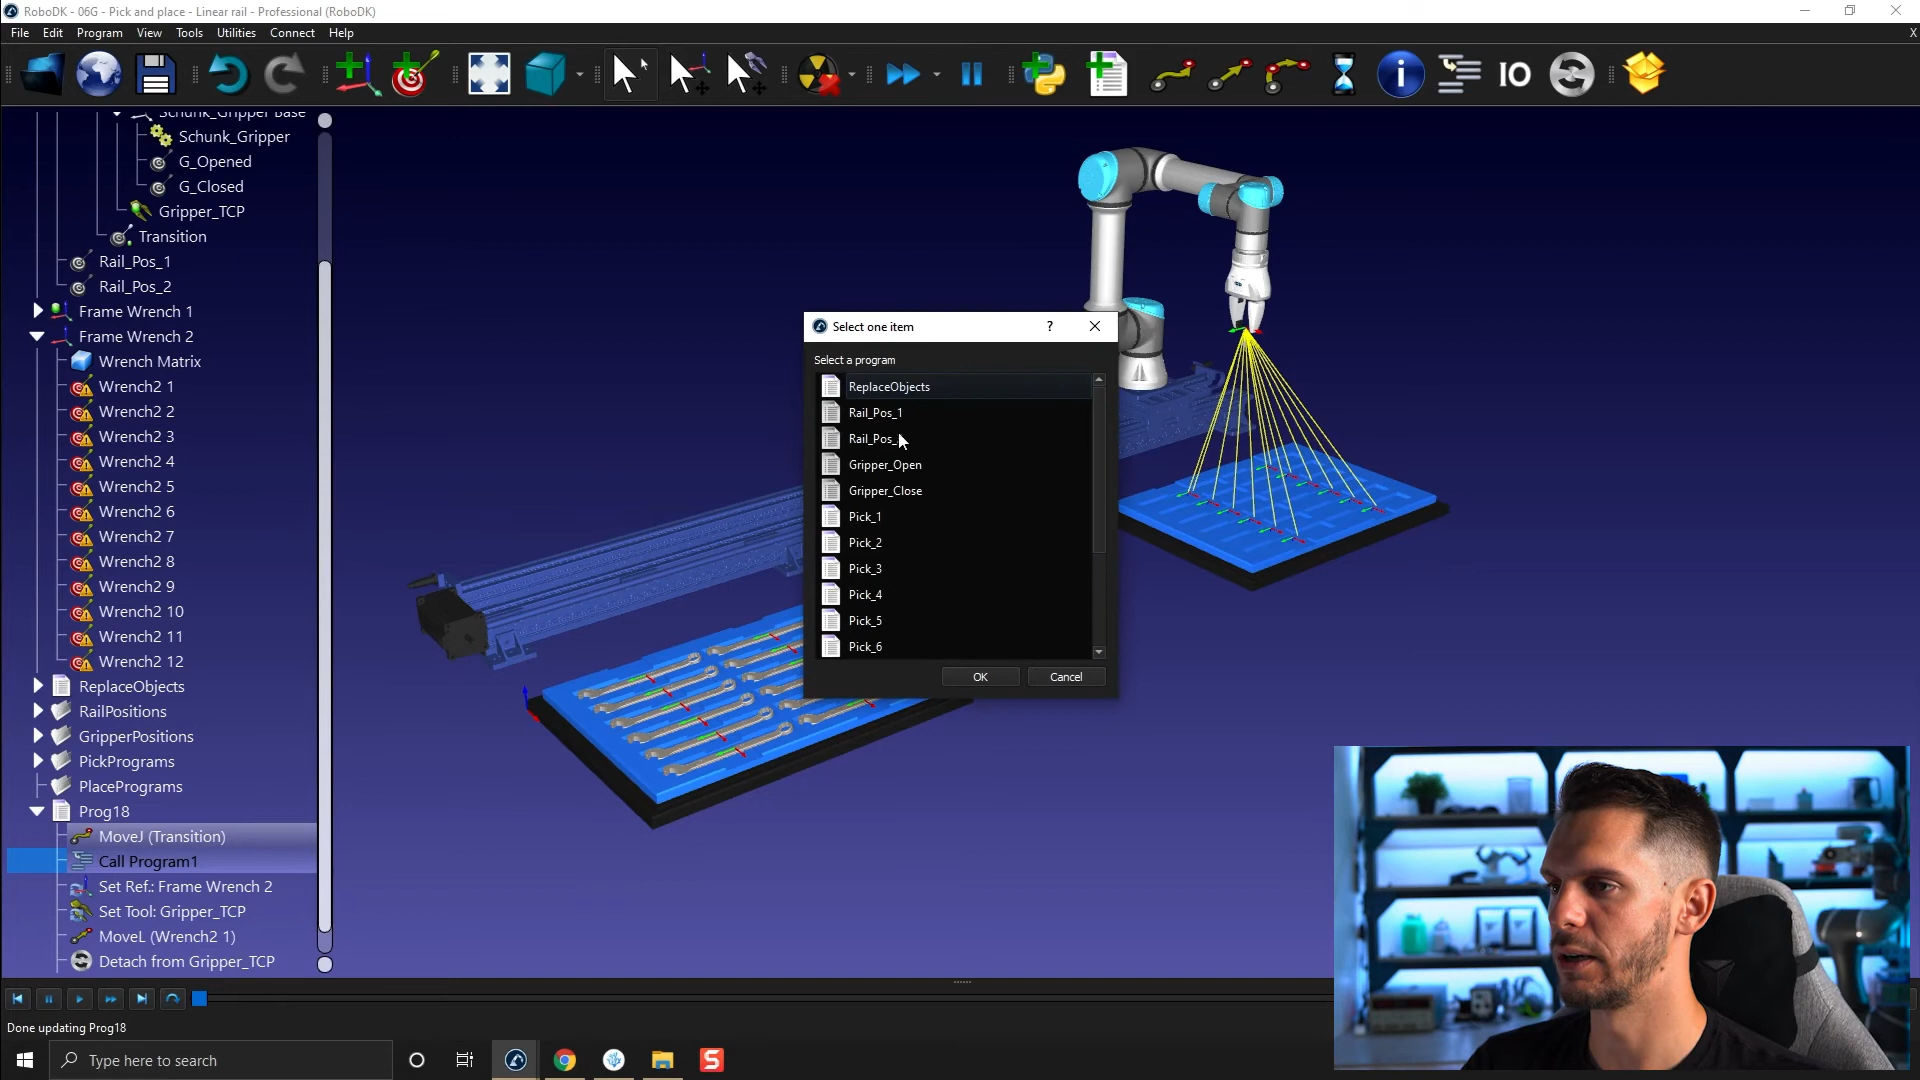 RoboDK - 06G - Pick and place - Linear rail - Professional (RoboDK)
File Edit Program View Tools Utilities Connect Help
X
IO
Schunk_Gripper Base
Schunk_Gripper
G_Opened
G_Closed
Gripper_TCP
Transition
Rail_Pos_1
Rail_Pos_2
Frame Wrench 1
Frame Wrench 2
Wrench Matrix
Wrench2 1
Wrench2 2
Wrench2 3
Wrench2 4
Wrench2 5
Wrench2 6
Wrench2 7
Wrench2 8
Wrench2 9
Wrench2 10
Wrench2 11
Wrench2 12
ReplaceObjects
RailPositions
GripperPositions
PickPrograms
PlacePrograms
Prog18
MoveJ (Transition)
Call Program1
Set Ref.: Frame Wrench 2
Set Tool: Gripper_TCP
MoveL (Wrench2 1)
Detach from Gripper_TCP
Select one item
?
Select a program
ReplaceObjects
Rail_Pos_1
Rail_Pos_
Gripper_Open
Gripper_Close
Pick_1
Pick_2
Pick_3
Pick_4
Pick_5
Pick_6
OK Cancel
Done updating Prog18
Type here to search
S